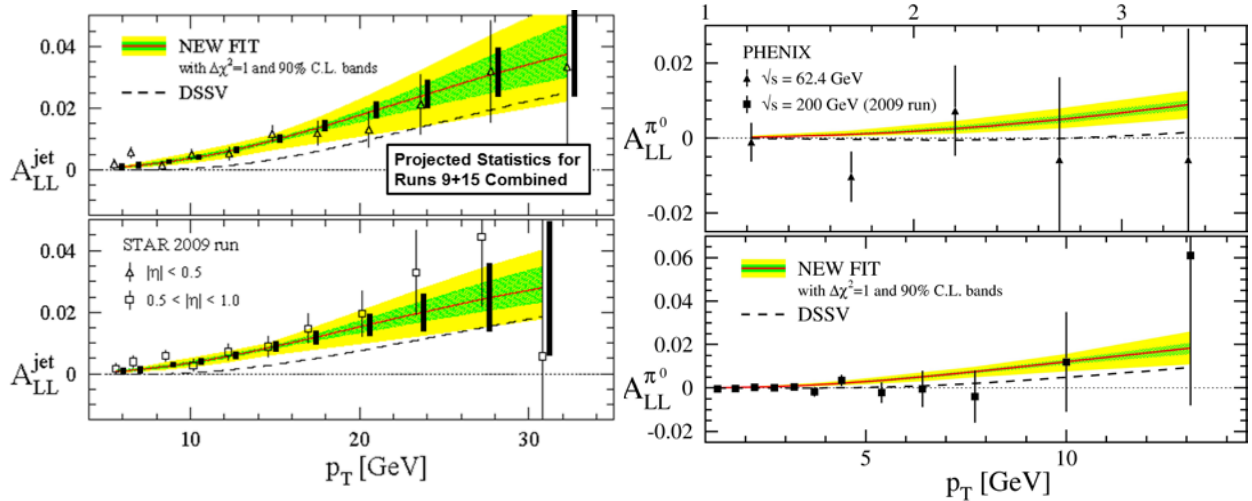 0.04
0.02
0
A_LL^jet
NEW FIT
with Δχ²=1 and 90% C.L. bands
DSSV
Projected Statistics for
Runs 9+15 Combined
0.04
0.02
0
A_LL^jet
STAR 2009 run
|η| < 0.5
0.5 < |η| < 1.0
10 20 30
p_T [GeV]
1 2 3
0.02
0
-0.02
A_LL^π⁰
PHENIX
√s = 62.4 GeV
√s = 200 GeV (2009 run)
0.06
0.04
0.02
0
-0.02
A_LL^π⁰
NEW FIT
with Δχ²=1 and 90% C.L. bands
DSSV
5 10
p_T [GeV]